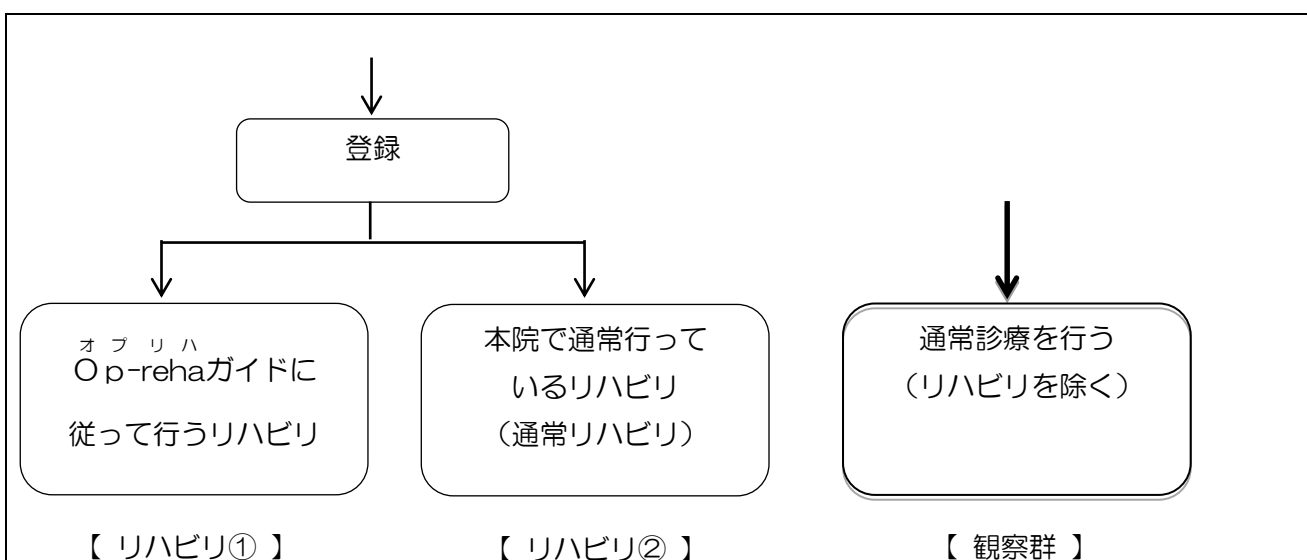 登録
オプリハ
Op-rehaガイドに
従って行うリハビリ
本院で通常行って
いるリハビリ
（通常リハビリ）
通常診療を行う
（リハビリを除く）
【 リハビリ① 】
【 リハビリ② 】
【 観察群 】